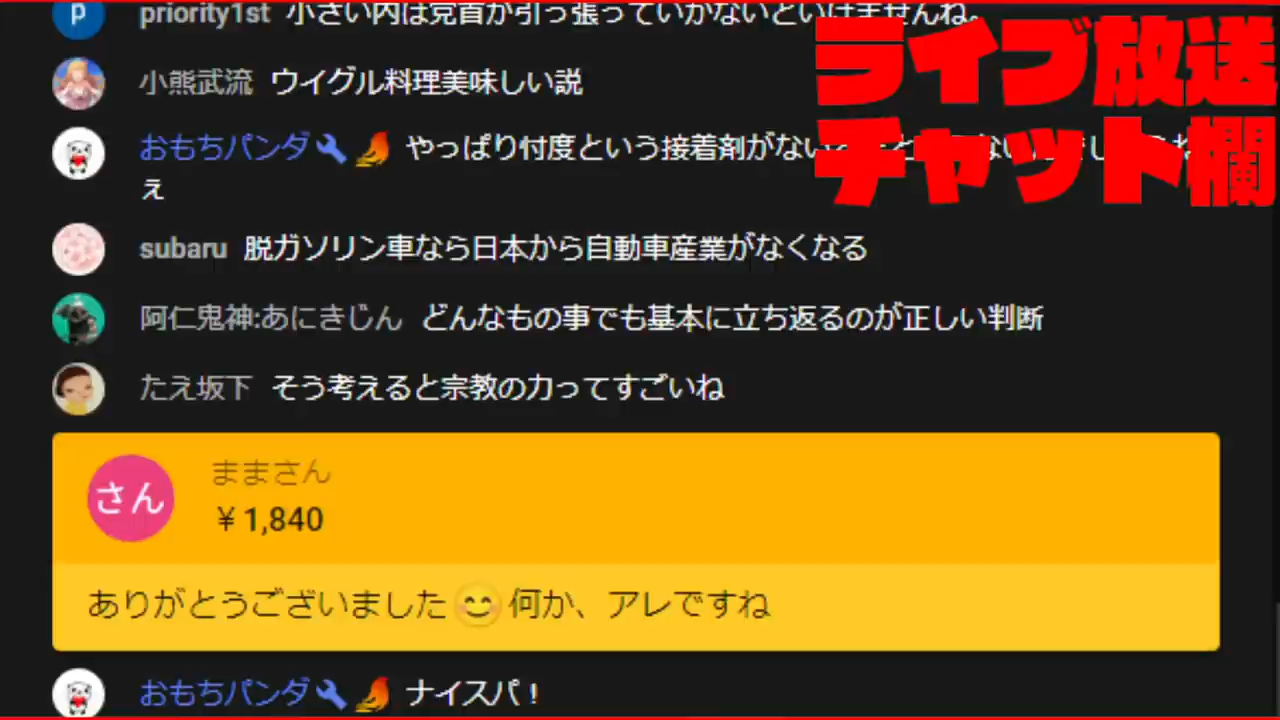 priority1st 小さい内は党首が引っ張っていかないといけませんね。
ライブ放送
チャット欄
小熊武流 ウイグル料理美味しい説
おもちパンダ やっぱり忖度という接着剤がない
ぇ
subaru 脱ガソリン車なら日本から自動車産業がなくなる
阿仁鬼神:あにきじん どんなもの事でも基本に立ち返るのが正しい判断
たえ坂下 そう考えると宗教の力ってすごいね
さん
ままさん
¥1,840
ありがとうございました😊何か、アレですね
おもちパンダ ナイスパ！